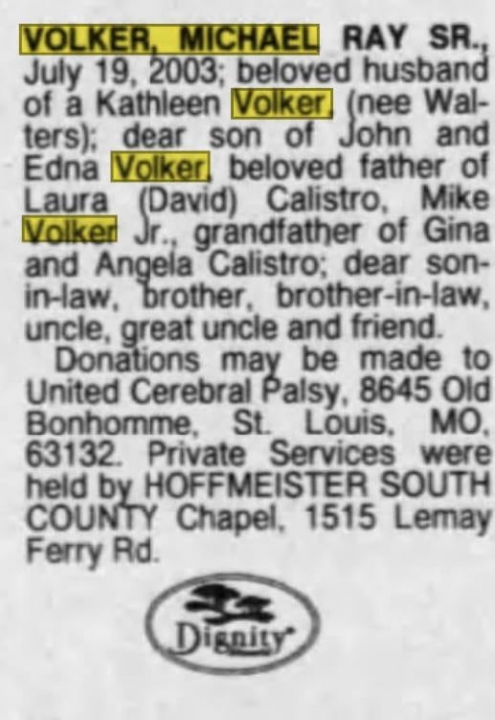 VOLKER, MICHAEL RAY SR.,
July 19, 2003; beloved husband
of a Kathleen Volker, (nee Wal-
ters); dear son of John and
Edna Volker, beloved father of
Laura (David) Calistro, Mike
Volker Jr., grandfather of Gina
and Angela Calistro; dear son-
in-law, brother, brother-in-law,
uncle, great uncle and friend.
Donations may be made to
United Cerebral Palsy, 8645 Old
Bonhomme, St. Louis, MO,
63132. Private Services were
held by HOFFMEISTER SOUTH
COUNTY Chapel, 1515 Lemay
Ferry Rd.
Dignity